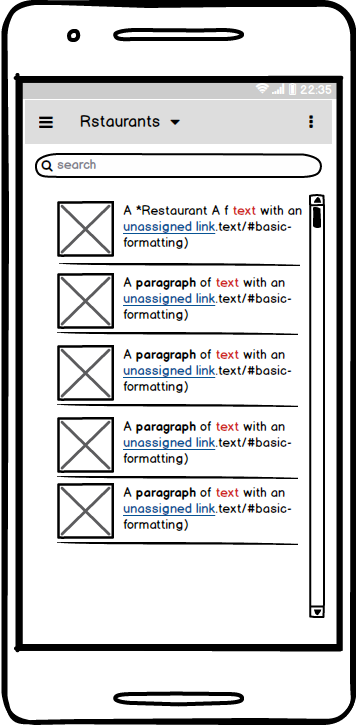 22:35
Rstaurants
search
A *Restaurant A f text with an
unassigned link.text/#basic-
formatting)
A paragraph of text with an
unassigned link.text/#basic-
formatting)
A paragraph of text with an
unassigned link.text/#basic-
formatting)
A paragraph of text with an
unassigned link.text/#basic-
formatting)
A paragraph of text with an
unassigned link.text/#basic-
formatting)